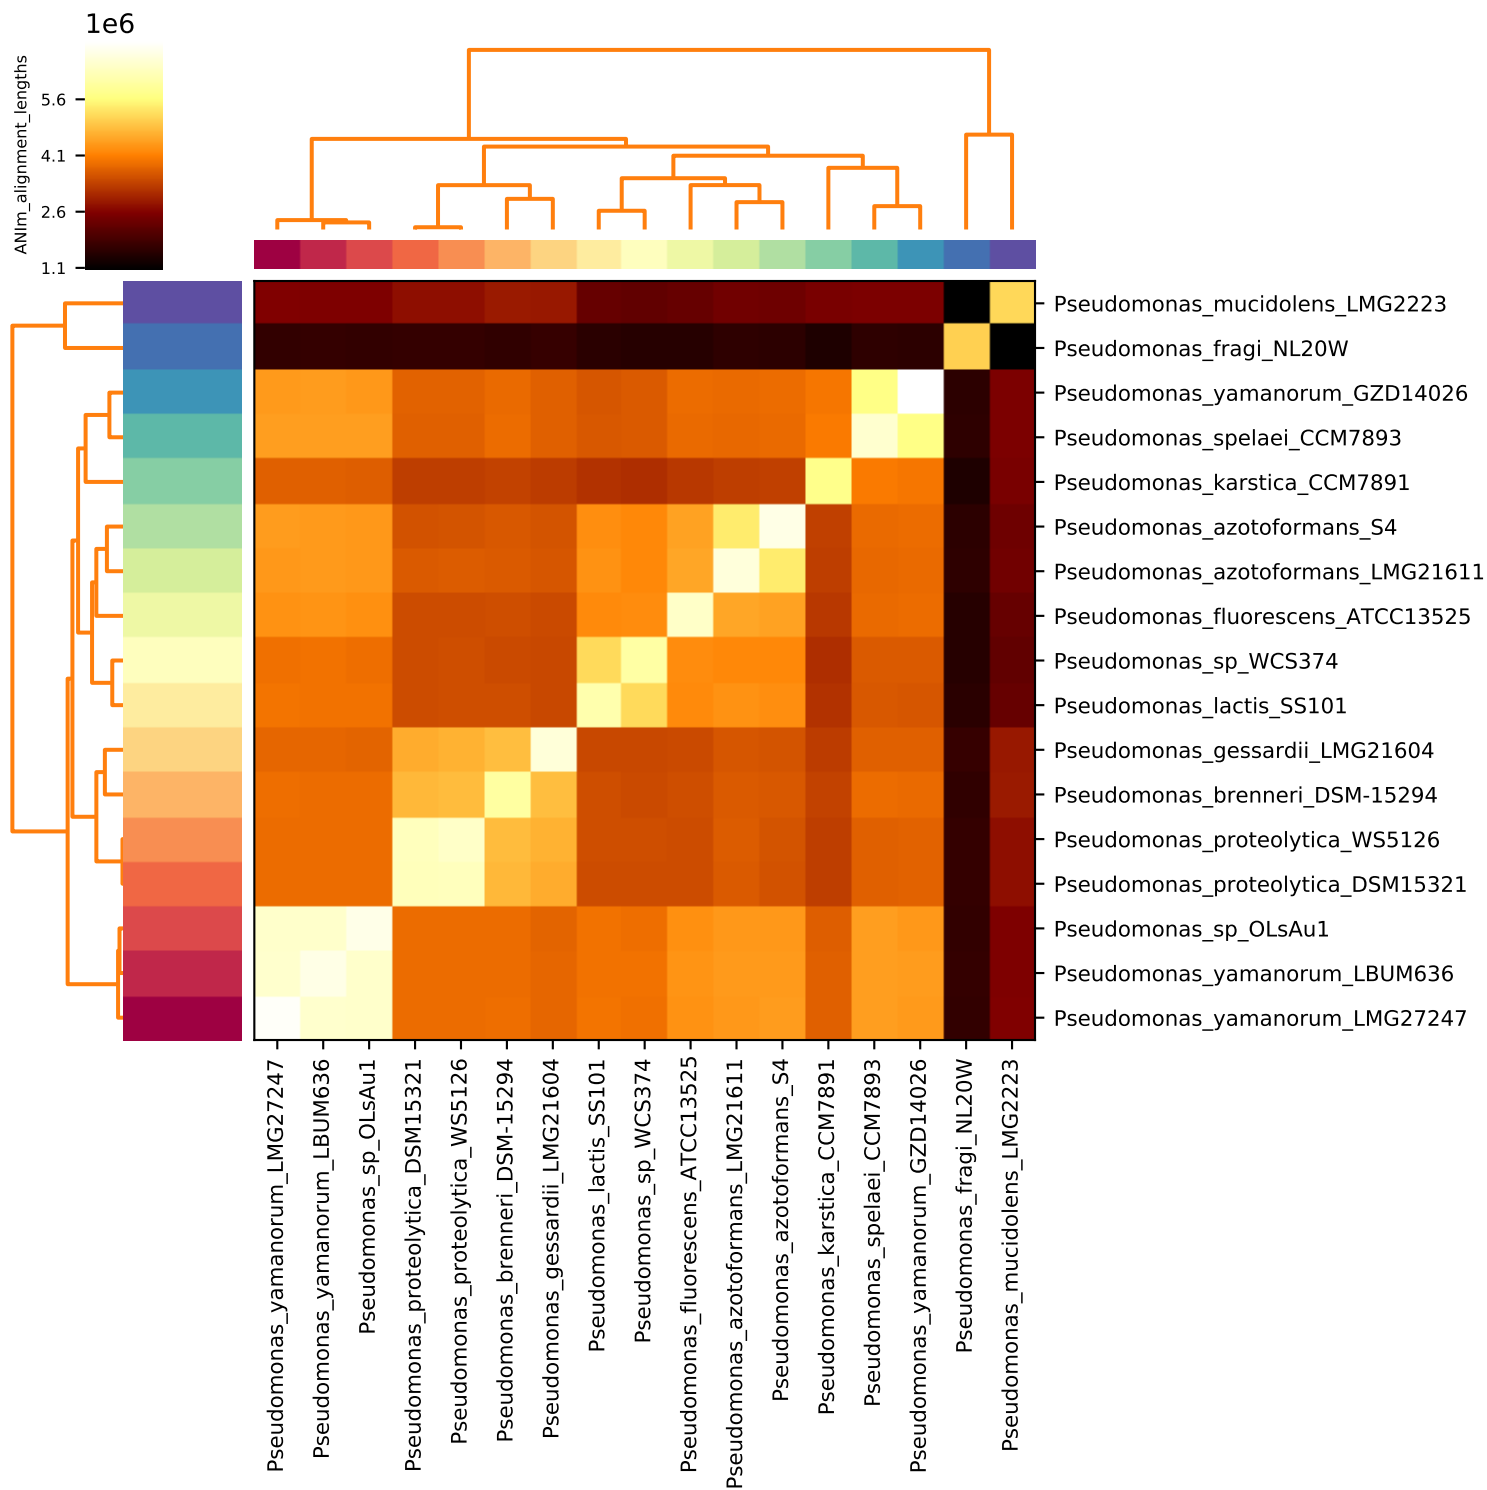 1e6
ANIm_alignment_lengths
5.6
4.1
2.6
1.1
Pseudomonas_mucidolens_LMG2223
Pseudomonas_fragi_NL20W
Pseudomonas_yamanorum_GZD14026
Pseudomonas_spelaei_CCM7893
Pseudomonas_karstica_CCM7891
Pseudomonas_azotoformans_S4
Pseudomonas_azotoformans_LMG21611
Pseudomonas_fluorescens_ATCC13525
Pseudomonas_sp_WCS374
Pseudomonas_lactis_SS101
Pseudomonas_gessardii_LMG21604
Pseudomonas_brenneri_DSM-15294
Pseudomonas_proteolytica_WS5126
Pseudomonas_proteolytica_DSM15321
Pseudomonas_sp_OLsAu1
Pseudomonas_yamanorum_LBUM636
Pseudomonas_yamanorum_LMG27247
Pseudomonas_yamanorum_LMG27247
Pseudomonas_yamanorum_LBUM636
Pseudomonas_sp_OLsAu1
Pseudomonas_proteolytica_DSM15321
Pseudomonas_proteolytica_WS5126
Pseudomonas_brenneri_DSM-15294
Pseudomonas_gessardii_LMG21604
Pseudomonas_lactis_SS101
Pseudomonas_sp_WCS374
Pseudomonas_fluorescens_ATCC13525
Pseudomonas_azotoformans_LMG21611
Pseudomonas_azotoformans_S4
Pseudomonas_karstica_CCM7891
Pseudomonas_spelaei_CCM7893
Pseudomonas_yamanorum_GZD14026
Pseudomonas_fragi_NL20W
Pseudomonas_mucidolens_LMG2223